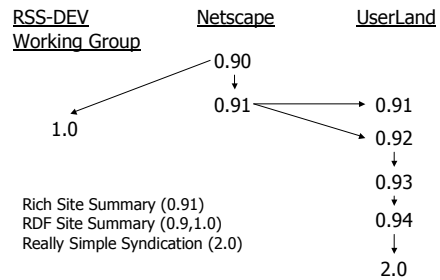 RSS-DEV
Working Group
Netscape
UserLand
0.90
0.91
0.91
1.0
0.92
0.93
0.94
2.0
Rich Site Summary (0.91)
RDF Site Summary (0.9,1.0)
Really Simple Syndication (2.0)